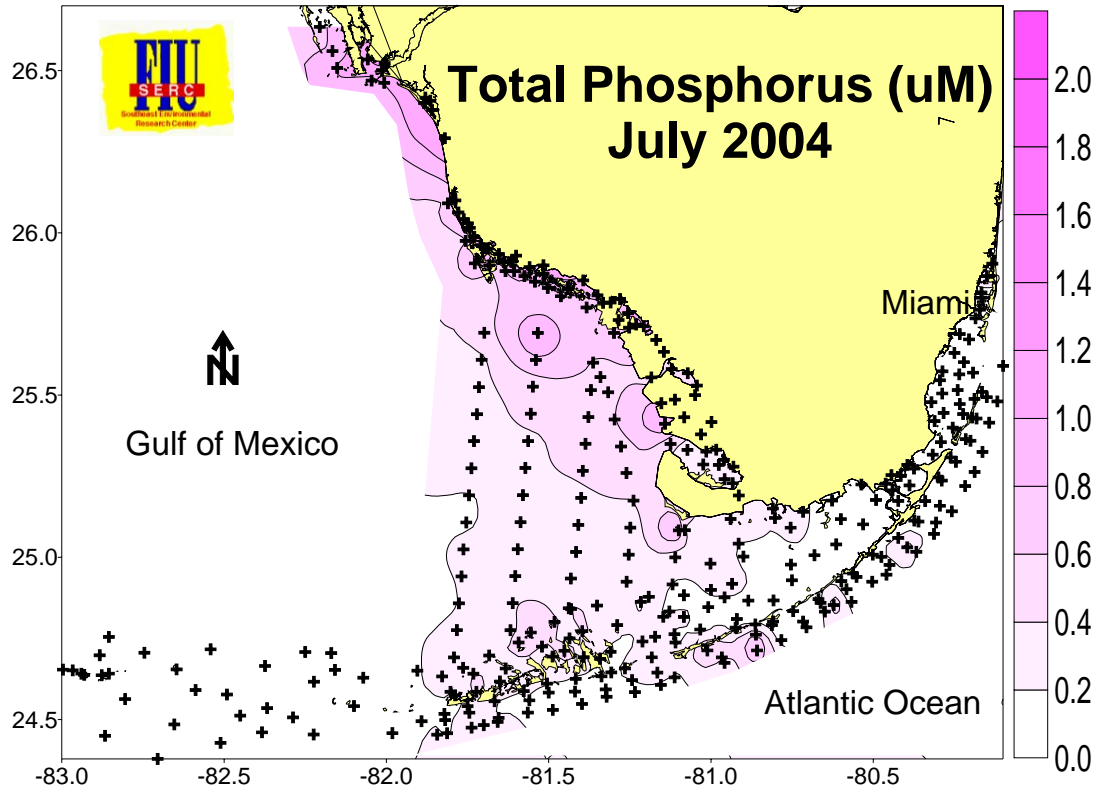 FIU
SERC
Southeast Environmental
Research Center
Total Phosphorus (uM)
July 2004
Miami
N
Gulf of Mexico
Atlantic Ocean
26.5
26.0
25.5
25.0
24.5
-83.0
-82.5
-82.0
-81.5
-81.0
-80.5
2.0
1.8
1.6
1.4
1.2
1.0
0.8
0.6
0.4
0.2
0.0